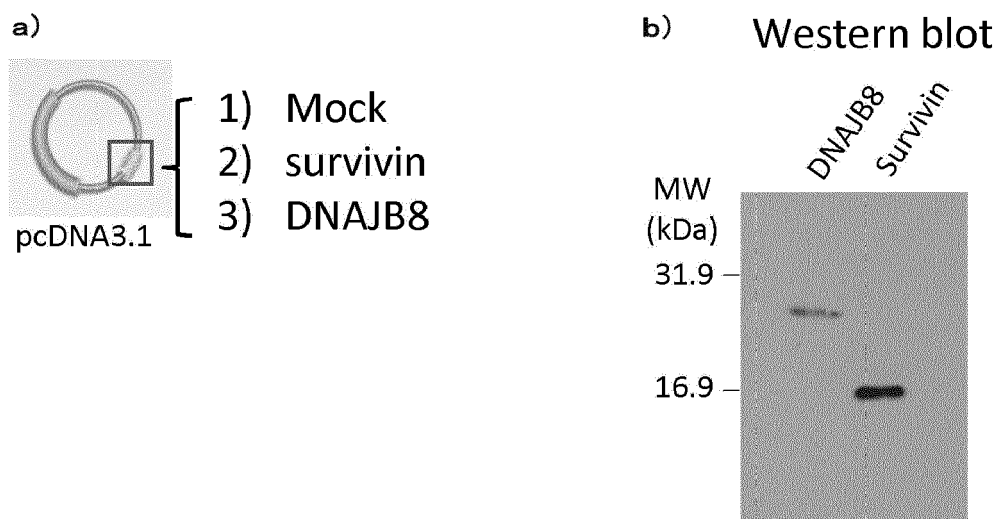 a)
1) Mock
2) survivin
3) DNAJB8
pcDNA3.1
b) Western blot
DNAJB8
Survivin
MW
(kDa)
31.9
16.9